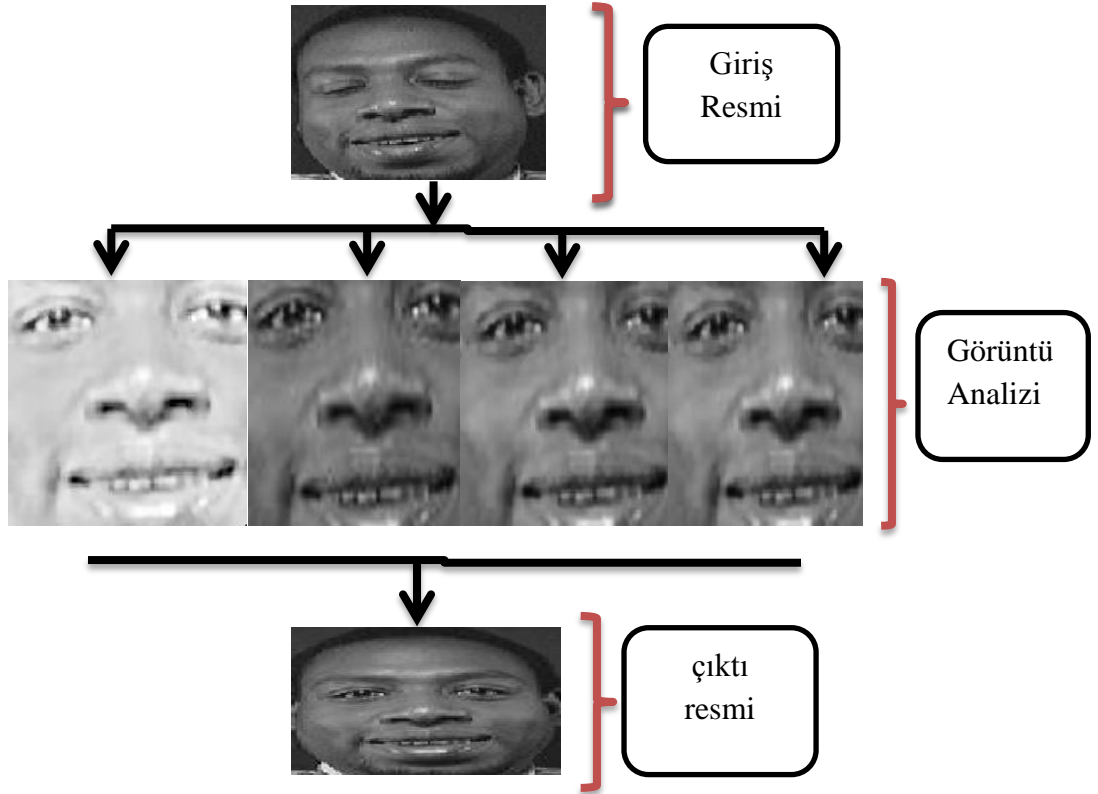 Giriş
Resmi
Görüntü
Analizi
çıktı
resmi